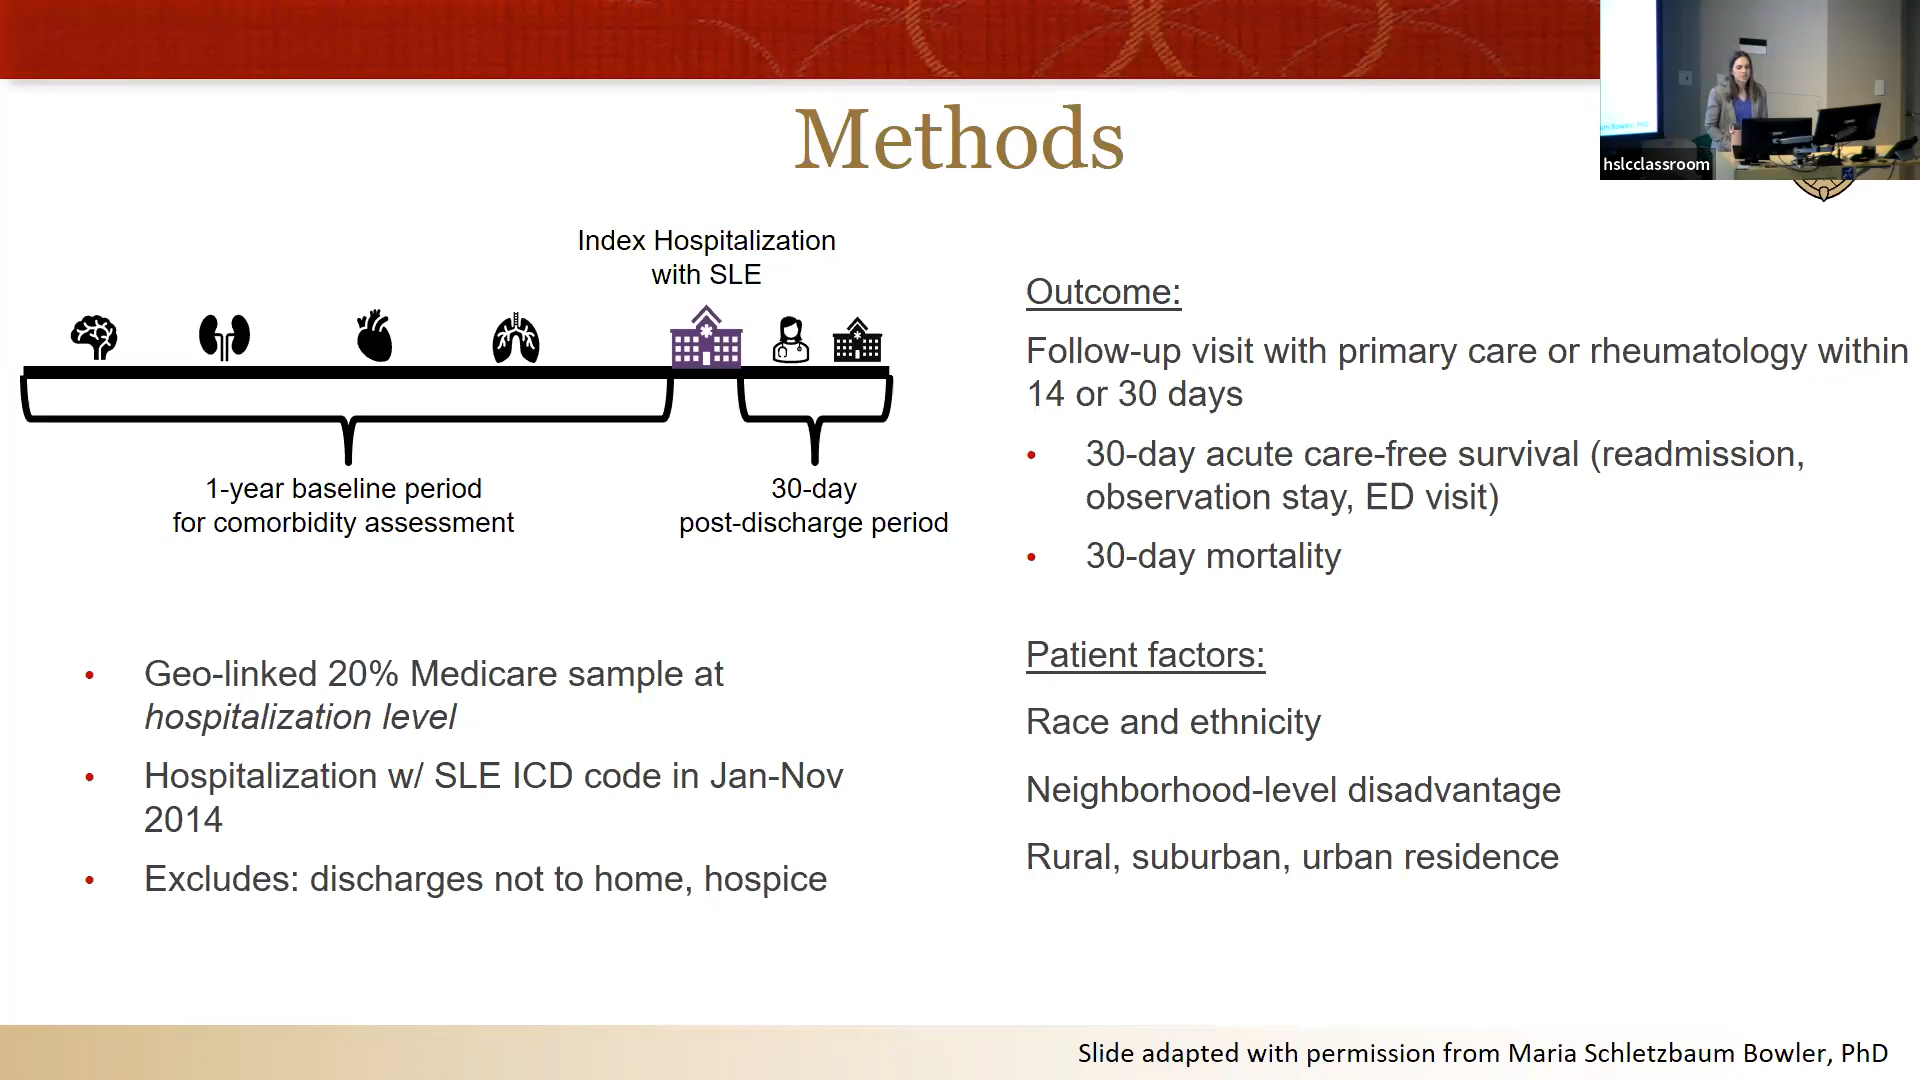 Methods
hslcclassroom
Index Hospitalization
with SLE
1-year baseline period
for comorbidity assessment
30-day
post-discharge period
• Geo-linked 20% Medicare sample at
hospitalization level
• Hospitalization w/ SLE ICD code in Jan-Nov
2014
• Excludes: discharges not to home, hospice
Outcome:
Follow-up visit with primary care or rheumatology within
14 or 30 days
• 30-day acute care-free survival (readmission,
observation stay, ED visit)
• 30-day mortality
Patient factors:
Race and ethnicity
Neighborhood-level disadvantage
Rural, suburban, urban residence
Slide adapted with permission from Maria Schletzbaum Bowler, PhD